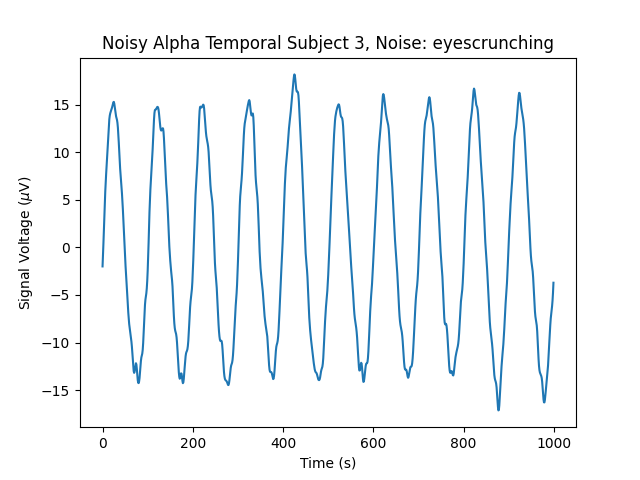 Noisy Alpha Temporal Subject 3, Noise: eyescrunching
Signal Voltage (μV)
15
10
5
0
−5
−10
−15
0 200 400 600 800 1000
Time (s)